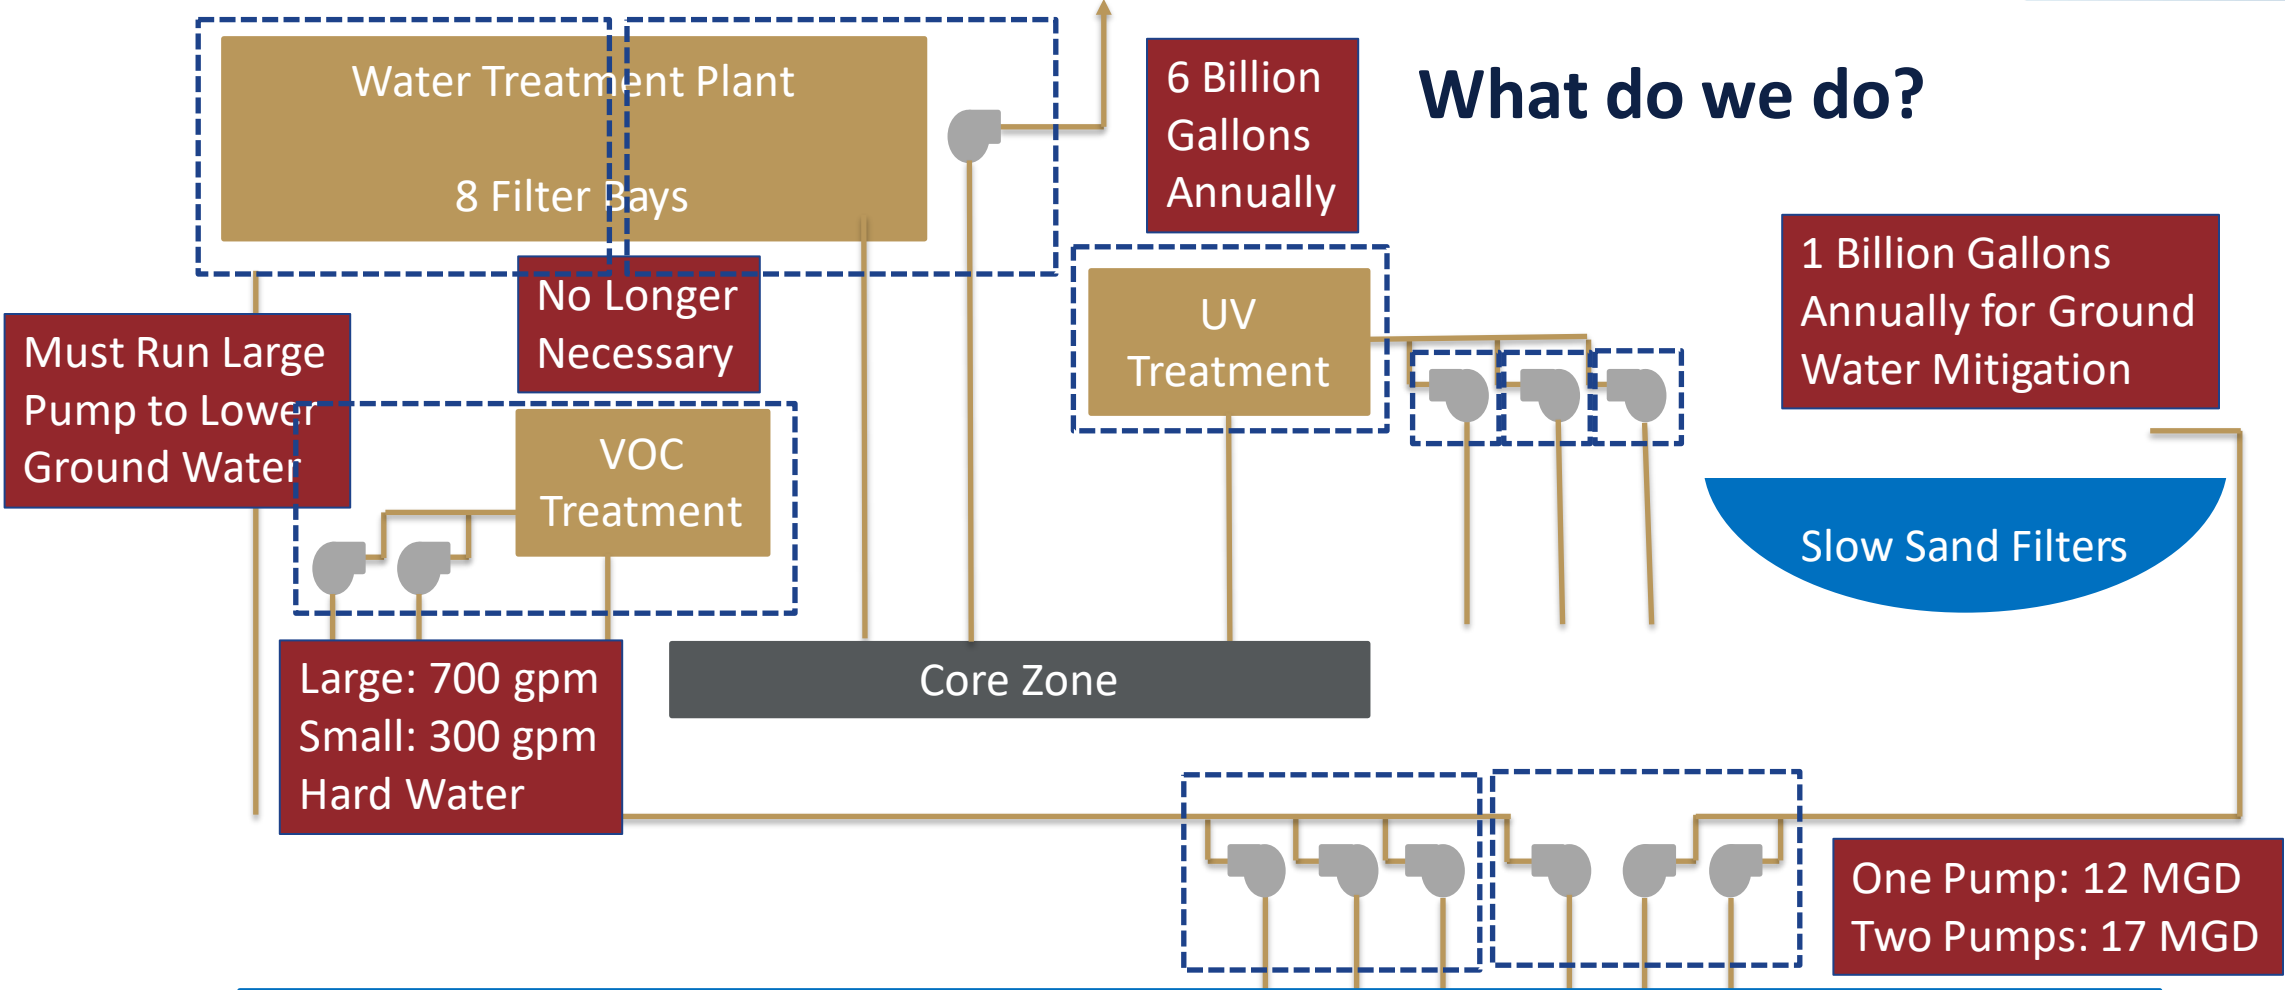 What do we do?
Water Treatment Plant
8 Filter Bays
6 Billion
Gallons
Annually
1 Billion Gallons
Annually for Ground
Water Mitigation
No Longer
Necessary
UV
Treatment
Must Run Large
Pump to Lower
Ground Water
VOC
Treatment
Slow Sand Filters
Large: 700 gpm
Small: 300 gpm
Hard Water
Core Zone
One Pump: 12 MGD
Two Pumps: 17 MGD